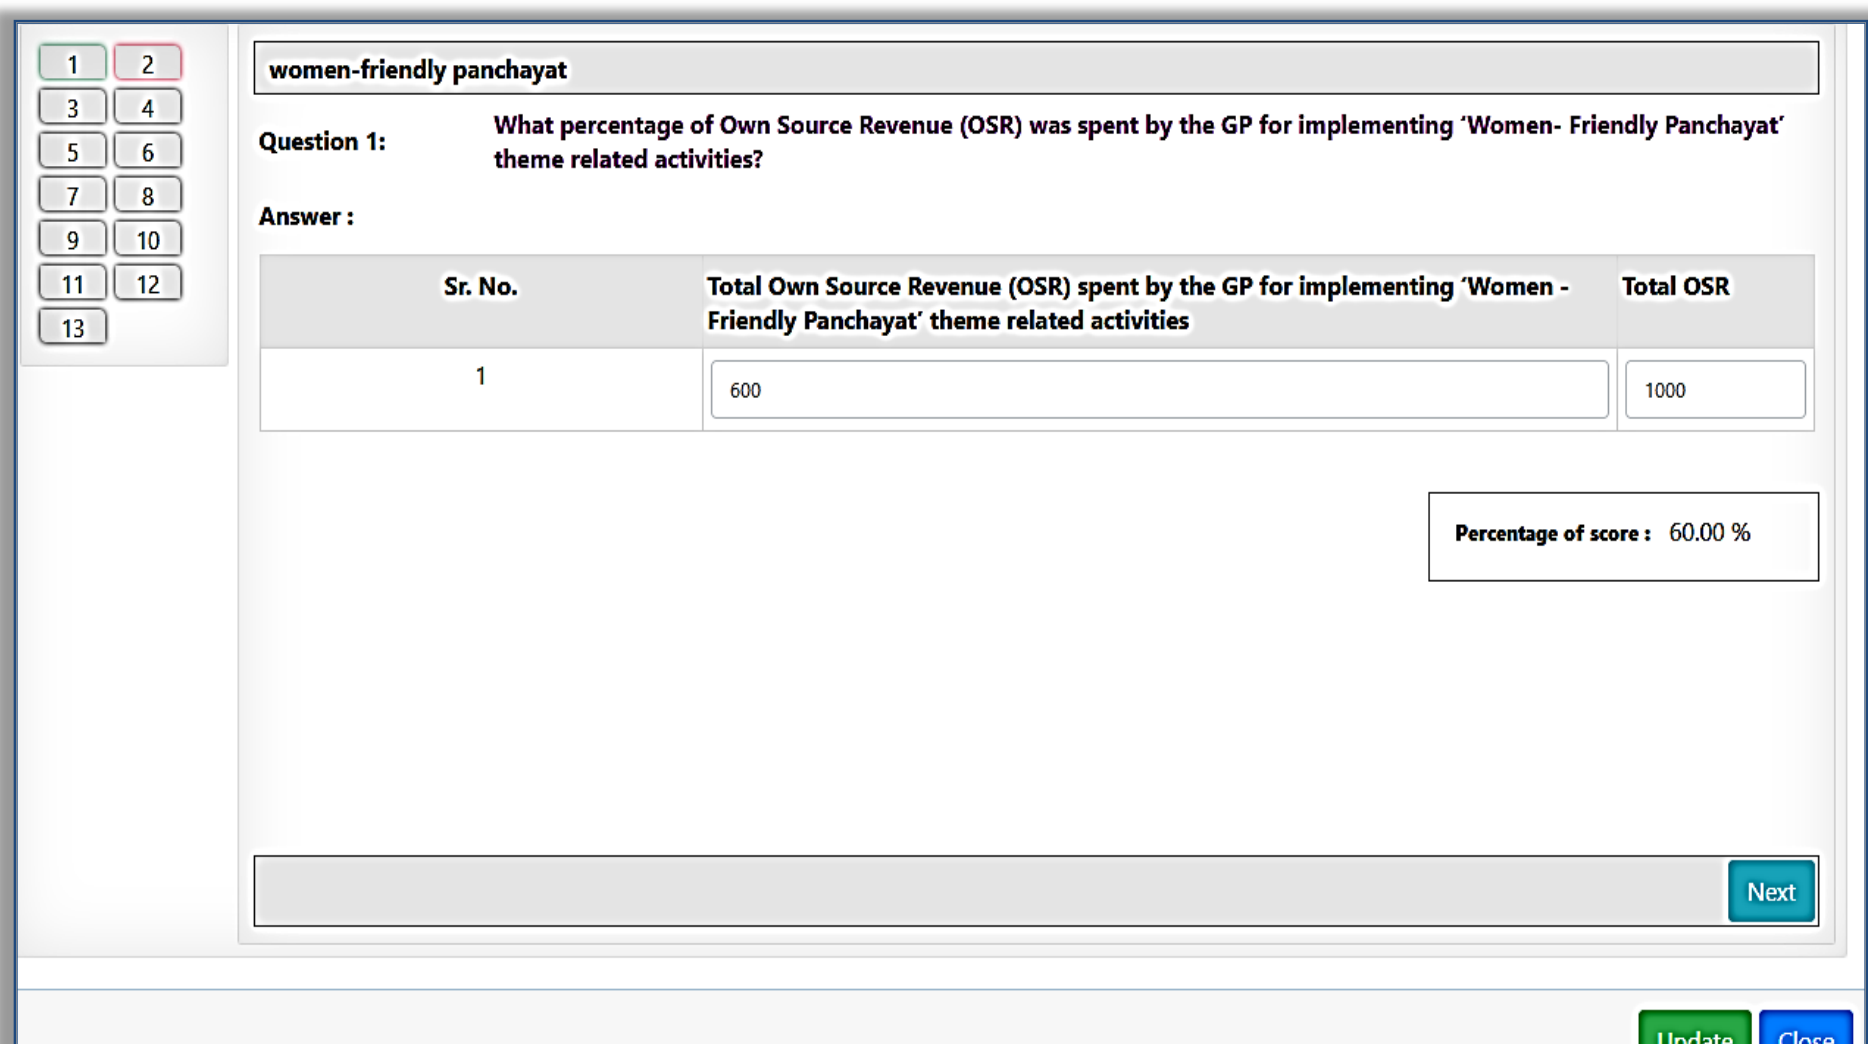 1 2
3 4
5 6
7 8
9 10
11 12
13
women-friendly panchayat
Question 1:
What percentage of Own Source Revenue (OSR) was spent by the GP for implementing ‘Women- Friendly Panchayat’
theme related activities?
Answer :
Sr. No.
Total Own Source Revenue (OSR) spent by the GP for implementing ‘Women -
Friendly Panchayat’ theme related activities
Total OSR
1
600
1000
Percentage of score : 60.00 %
Next
Update Close